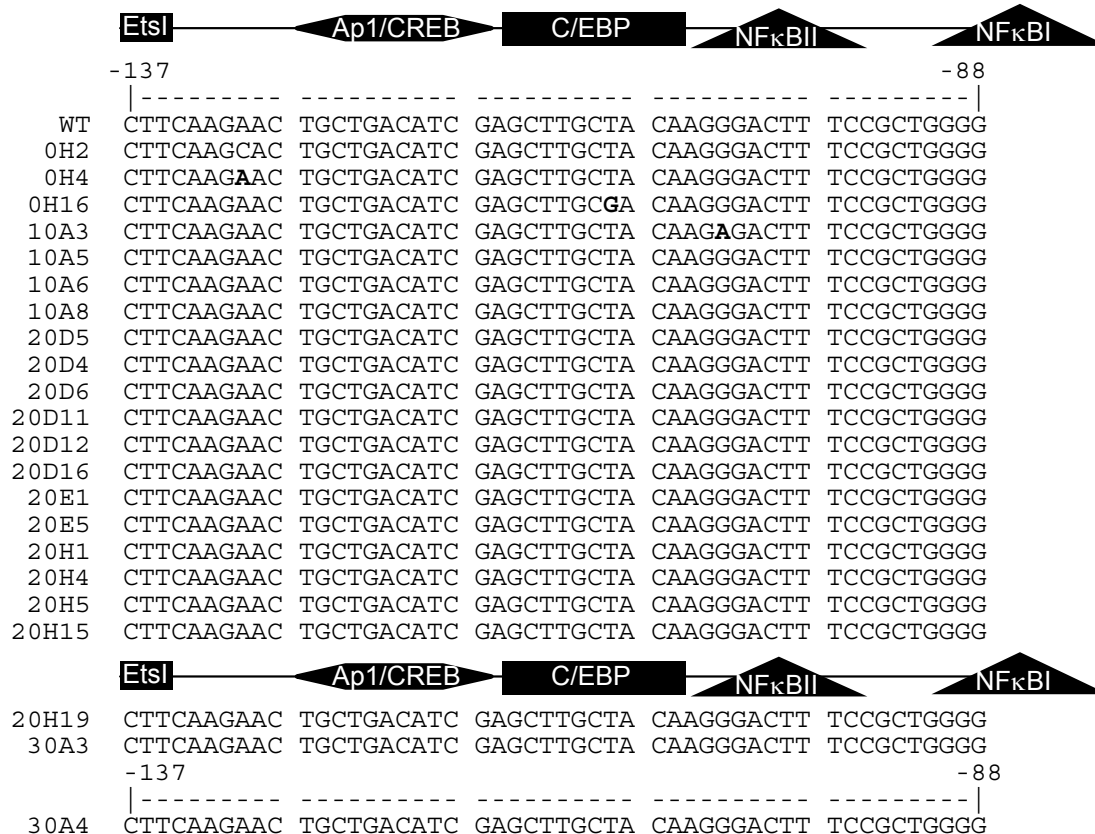 EtsI Ap1/CREB C/EBP NFκBII NFκBI
-137 -88
|--------- ---------- ---------- ---------- ---------|
WT CTTCAAGAAC TGCTGACATC GAGCTTGCTA CAAGGGACTT TCCGCTGGGG
0H2 CTTCAAGCAC TGCTGACATC GAGCTTGCTA CAAGGGACTT TCCGCTGGGG
0H4 CTTCAAGAAC TGCTGACATC GAGCTTGCTA CAAGGGACTT TCCGCTGGGG
0H16 CTTCAAGAAC TGCTGACATC GAGCTTGCGA CAAGGGACTT TCCGCTGGGG
10A3 CTTCAAGAAC TGCTGACATC GAGCTTGCTA CAAGAGACTT TCCGCTGGGG
10A5 CTTCAAGAAC TGCTGACATC GAGCTTGCTA CAAGGGACTT TCCGCTGGGG
10A6 CTTCAAGAAC TGCTGACATC GAGCTTGCTA CAAGGGACTT TCCGCTGGGG
10A8 CTTCAAGAAC TGCTGACATC GAGCTTGCTA CAAGGGACTT TCCGCTGGGG
20D5 CTTCAAGAAC TGCTGACATC GAGCTTGCTA CAAGGGACTT TCCGCTGGGG
20D4 CTTCAAGAAC TGCTGACATC GAGCTTGCTA CAAGGGACTT TCCGCTGGGG
20D6 CTTCAAGAAC TGCTGACATC GAGCTTGCTA CAAGGGACTT TCCGCTGGGG
20D11 CTTCAAGAAC TGCTGACATC GAGCTTGCTA CAAGGGACTT TCCGCTGGGG
20D12 CTTCAAGAAC TGCTGACATC GAGCTTGCTA CAAGGGACTT TCCGCTGGGG
20D16 CTTCAAGAAC TGCTGACATC GAGCTTGCTA CAAGGGACTT TCCGCTGGGG
20E1 CTTCAAGAAC TGCTGACATC GAGCTTGCTA CAAGGGACTT TCCGCTGGGG
20E5 CTTCAAGAAC TGCTGACATC GAGCTTGCTA CAAGGGACTT TCCGCTGGGG
20H1 CTTCAAGAAC TGCTGACATC GAGCTTGCTA CAAGGGACTT TCCGCTGGGG
20H4 CTTCAAGAAC TGCTGACATC GAGCTTGCTA CAAGGGACTT TCCGCTGGGG
20H5 CTTCAAGAAC TGCTGACATC GAGCTTGCTA CAAGGGACTT TCCGCTGGGG
20H15 CTTCAAGAAC TGCTGACATC GAGCTTGCTA CAAGGGACTT TCCGCTGGGG
EtsI Ap1/CREB C/EBP NFκBII NFκBI
20H19 CTTCAAGAAC TGCTGACATC GAGCTTGCTA CAAGGGACTT TCCGCTGGGG
30A3 CTTCAAGAAC TGCTGACATC GAGCTTGCTA CAAGGGACTT TCCGCTGGGG
-137 -88
|--------- ---------- ---------- ---------- ---------|
30A4 CTTCAAGAAC TGCTGACATC GAGCTTGCTA CAAGGGACTT TCCGCTGGGG